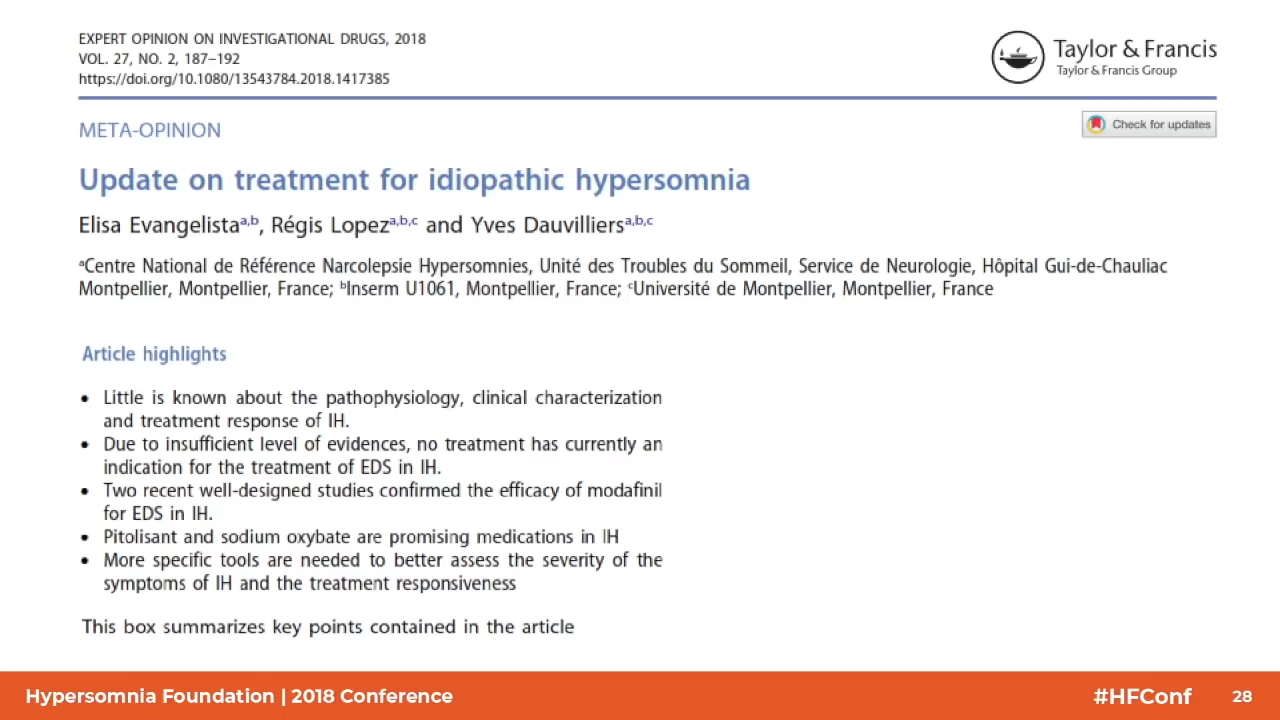 EXPERT OPINION ON INVESTIGATIONAL DRUGS, 2018
VOL. 27, NO. 2, 187–192
https://doi.org/10.1080/13543784.2018.1417385
Taylor & Francis
Taylor & Francis Group
META-OPINION
Check for updates
Update on treatment for idiopathic hypersomnia
Elisa Evangelistaa,b, Régis Lopeza,b,c and Yves Dauvilliersa,b,c
aCentre National de Référence Narcolepsie Hypersomnies, Unité des Troubles du Sommeil, Service de Neurologie, Hôpital Gui-de-Chauliac
Montpellier, Montpellier, France; bInserm U1061, Montpellier, France; cUniversité de Montpellier, Montpellier, France
Article highlights
• Little is known about the pathophysiology, clinical characterization
and treatment response of IH.
• Due to insufficient level of evidences, no treatment has currently an
indication for the treatment of EDS in IH.
• Two recent well-designed studies confirmed the efficacy of modafinil
for EDS in IH.
• Pitolisant and sodium oxybate are promising medications in IH
• More specific tools are needed to better assess the severity of the
symptoms of IH and the treatment responsiveness
This box summarizes key points contained in the article
Hypersomnia Foundation | 2018 Conference
#HFConf
28